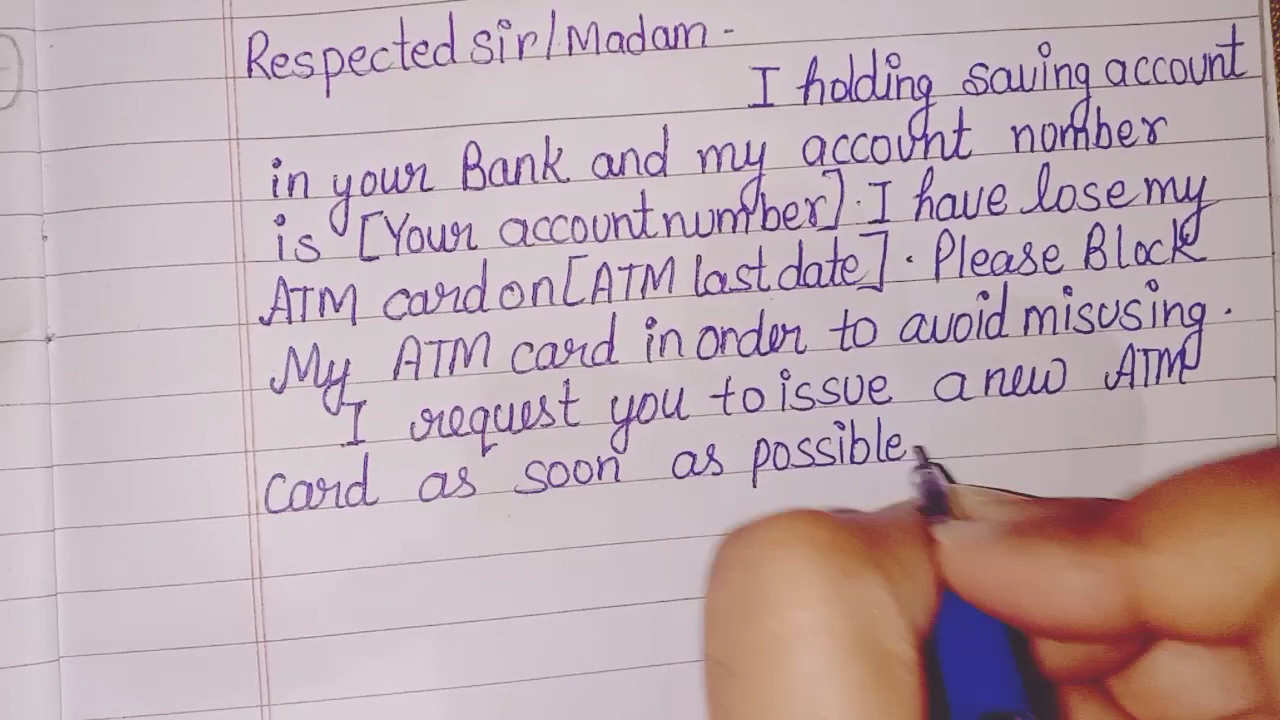 Respected Sir/Madam -
I holding saving account
in your Bank and my account number
is [Your account number]. I have lose my
ATM card on [ATM last date]. Please Block
My ATM card in order to avoid misusing.
I request you to issue a new ATM
card as soon as possible.